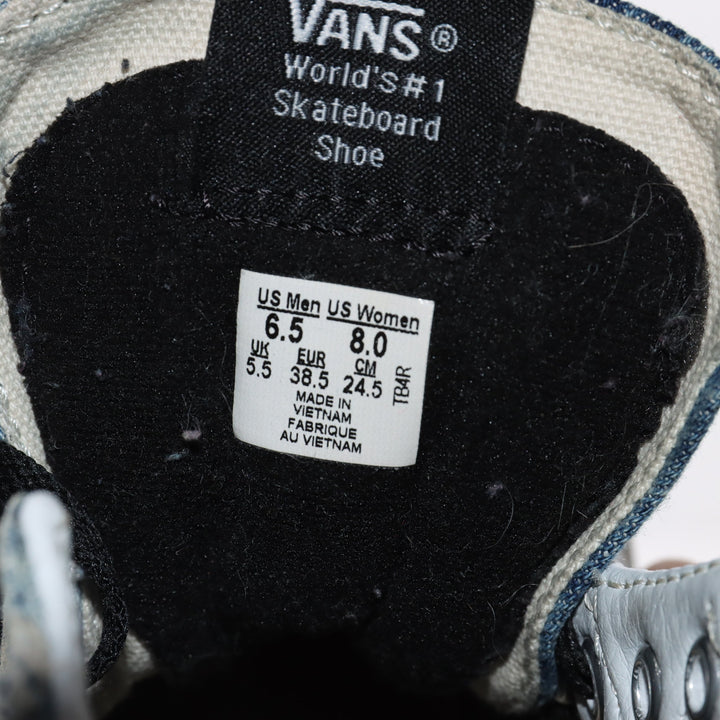 VANS®
World's #1
Skateboard
Shoe
US Men US Women
6.5 8.0
UK EUR CM
5.5 38.5 24.5
TB4R
MADE IN
VIETNAM
FABRIQUE
AU VIETNAM